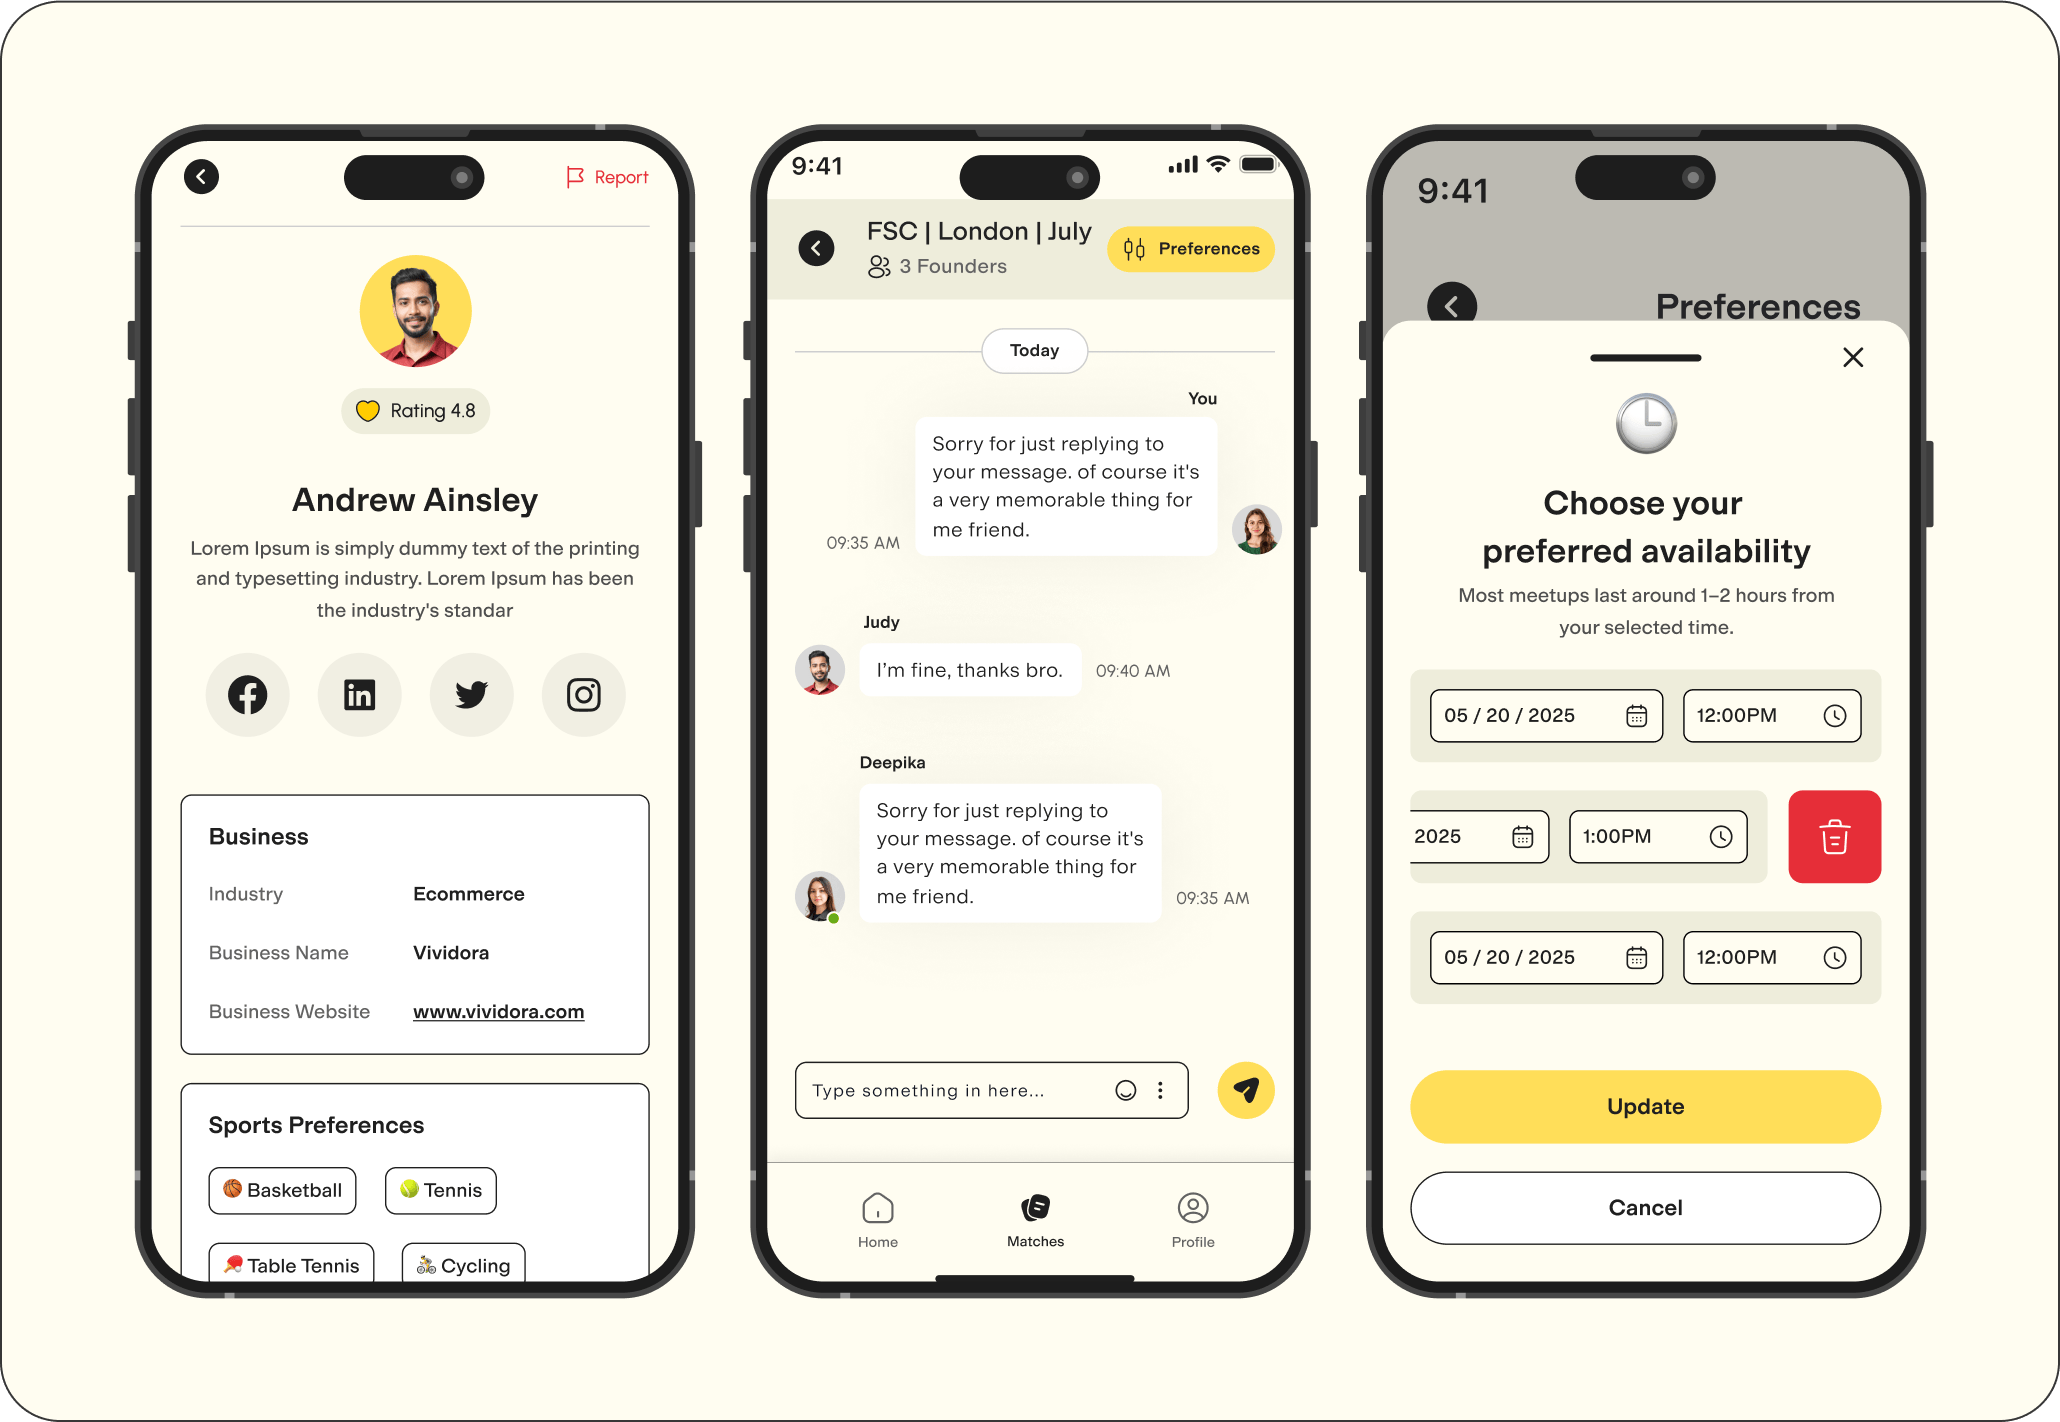 Report
Rating 4.8
Andrew Ainsley
Lorem Ipsum is simply dummy text of the printing
and typesetting industry. Lorem Ipsum has been
the industry's standar
Business
Industry Ecommerce
Business Name Vividora
Business Website www.vividora.com
Sports Preferences
Basketball Tennis
Table Tennis Cycling
9:41
FSC | London | July
3 Founders
Preferences
Today
You
Sorry for just replying to
your message. of course it's
a very memorable thing for
me friend.
09:35 AM
Judy
I'm fine, thanks bro.
09:40 AM
Deepika
Sorry for just replying to
your message. of course it's
a very memorable thing for
me friend.
09:35 AM
Type something in here...
Home Matches Profile
9:41
Preferences
Choose your
preferred availability
Most meetups last around 1–2 hours from
your selected time.
05 / 20 / 2025 12:00PM
2025 1:00PM
05 / 20 / 2025 12:00PM
Update
Cancel